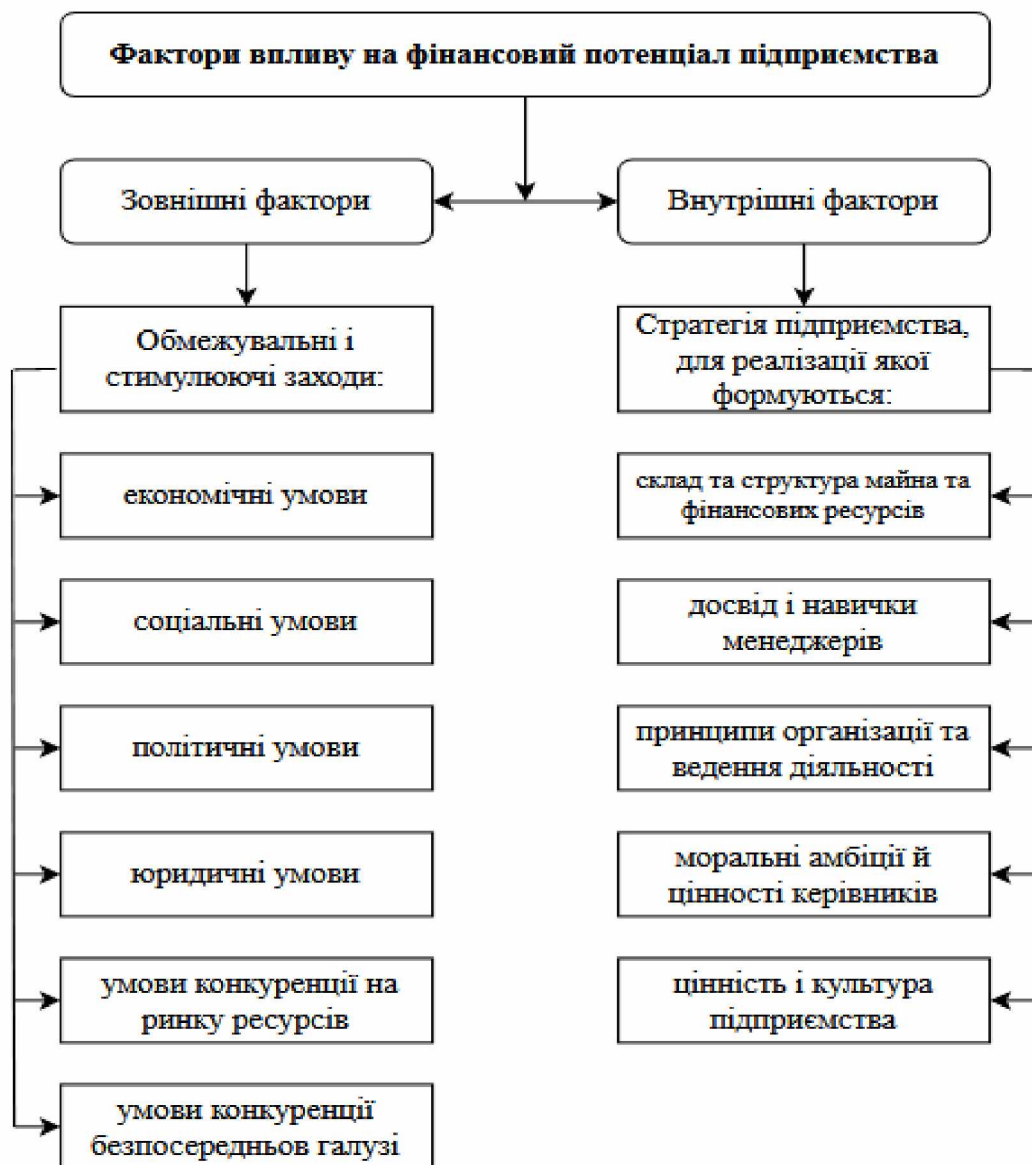 Фактори впливу на фінансовий потенціал підприємства
Зовнішні фактори
Внутрішні фактори
Обмежувальні і
стимулюючі заходи:
економічні умови
соціальні умови
політичні умови
юридичні умови
умови конкуренції на
ринку ресурсів
умови конкуренції
безпосередньов галузі
Стратегія підприємства,
для реалізації якої
формуються:
склад та структура майна та
фінансових ресурсів
досвід і навички
менеджерів
принципи організації та
ведення діяльності
моральні амбіції й
цінності керівників
цінність і культура
підприємства